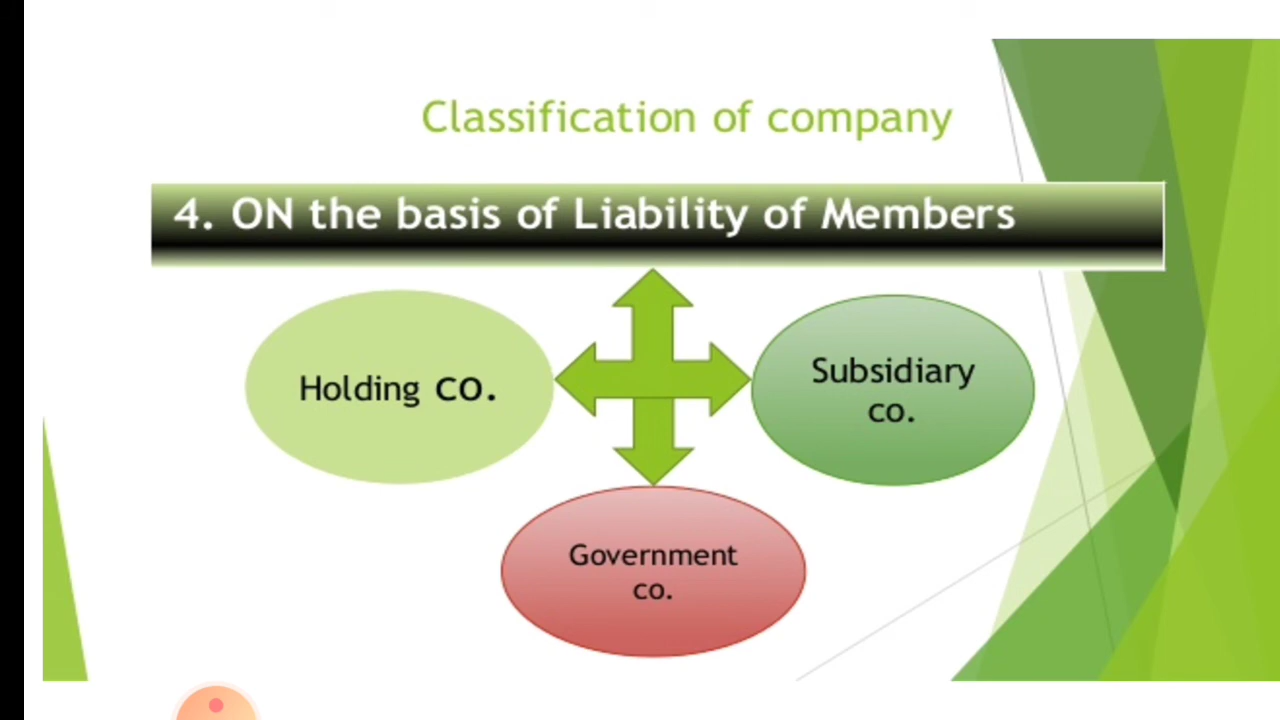 Classification of company
4. ON the basis of Liability of Members
Holding co.
Subsidiary
co.
Government
co.